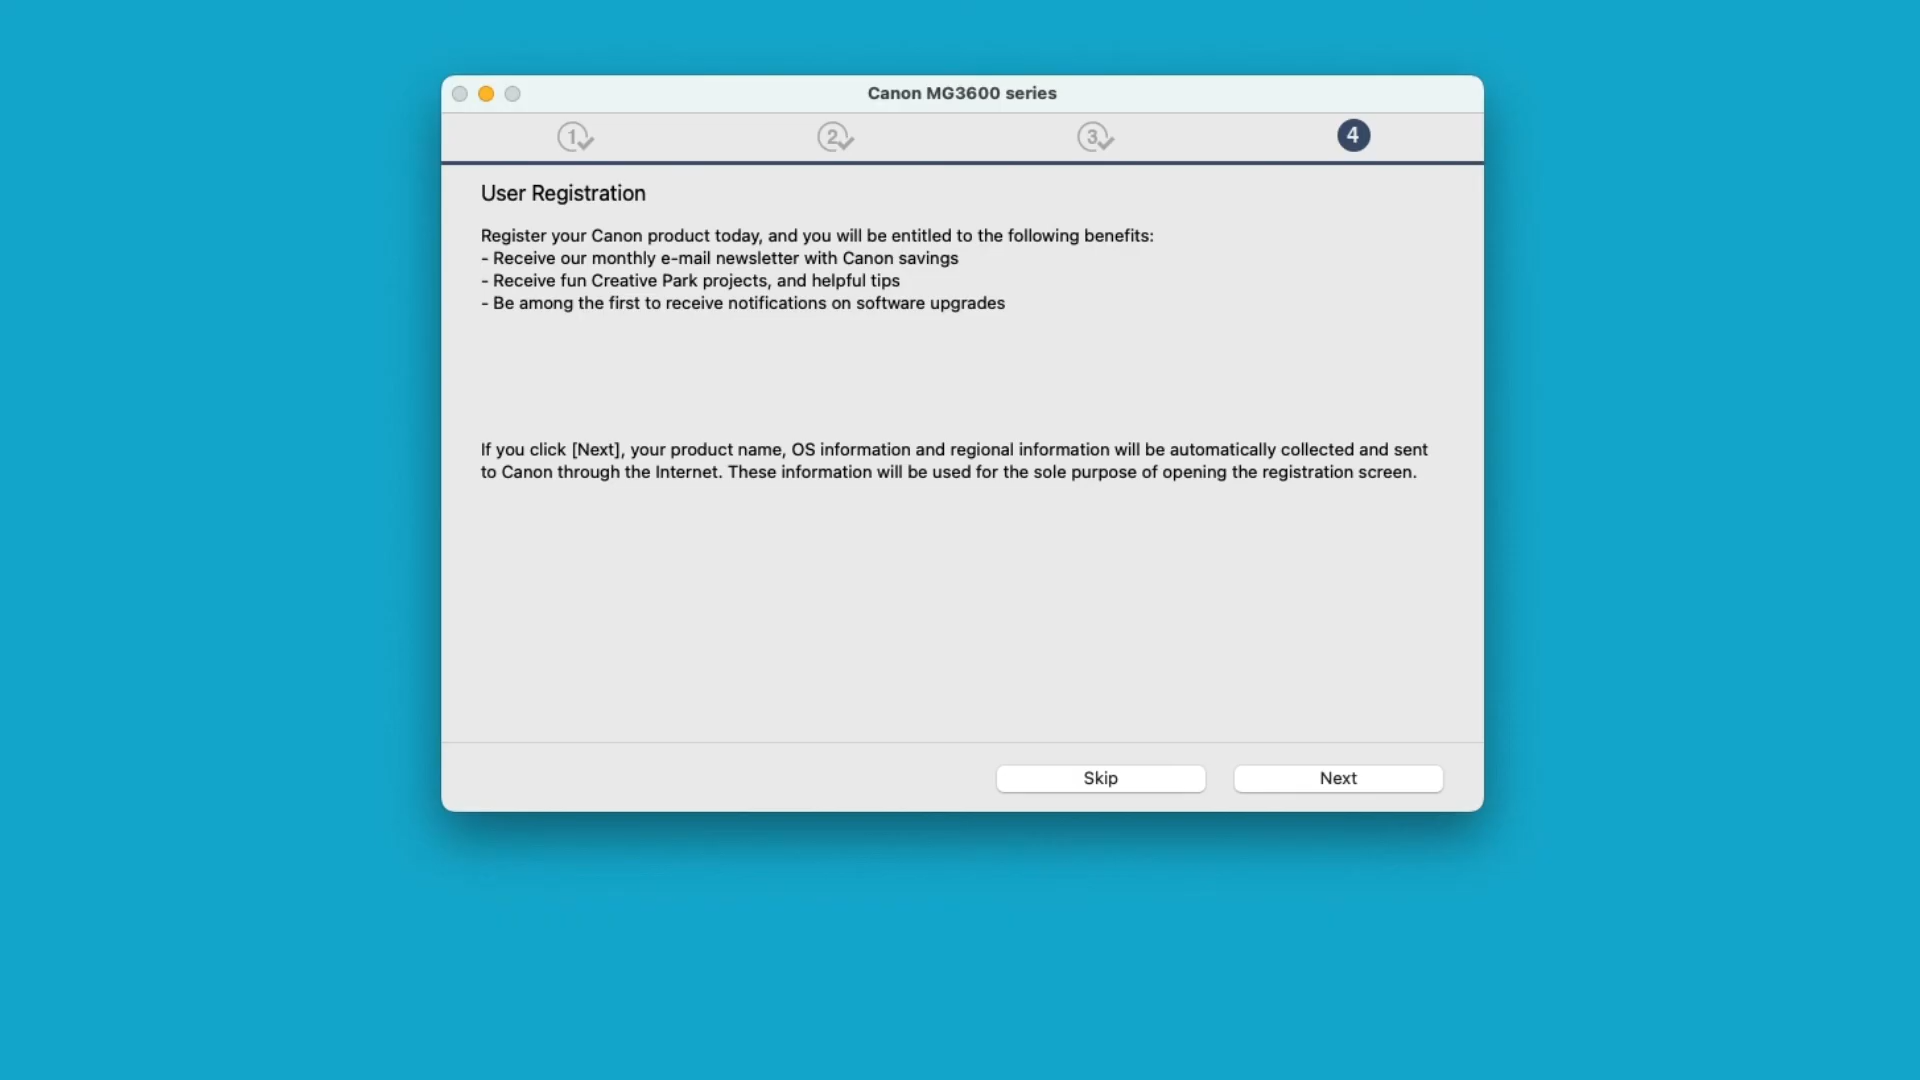 Canon MG3600 series
1
2
3
4
User Registration
Register your Canon product today, and you will be entitled to the following benefits:
- Receive our monthly e-mail newsletter with Canon savings
- Receive fun Creative Park projects, and helpful tips
- Be among the first to receive notifications on software upgrades
If you click [Next], your product name, OS information and regional information will be automatically collected and sent
to Canon through the Internet. These information will be used for the sole purpose of opening the registration screen.
Skip
Next